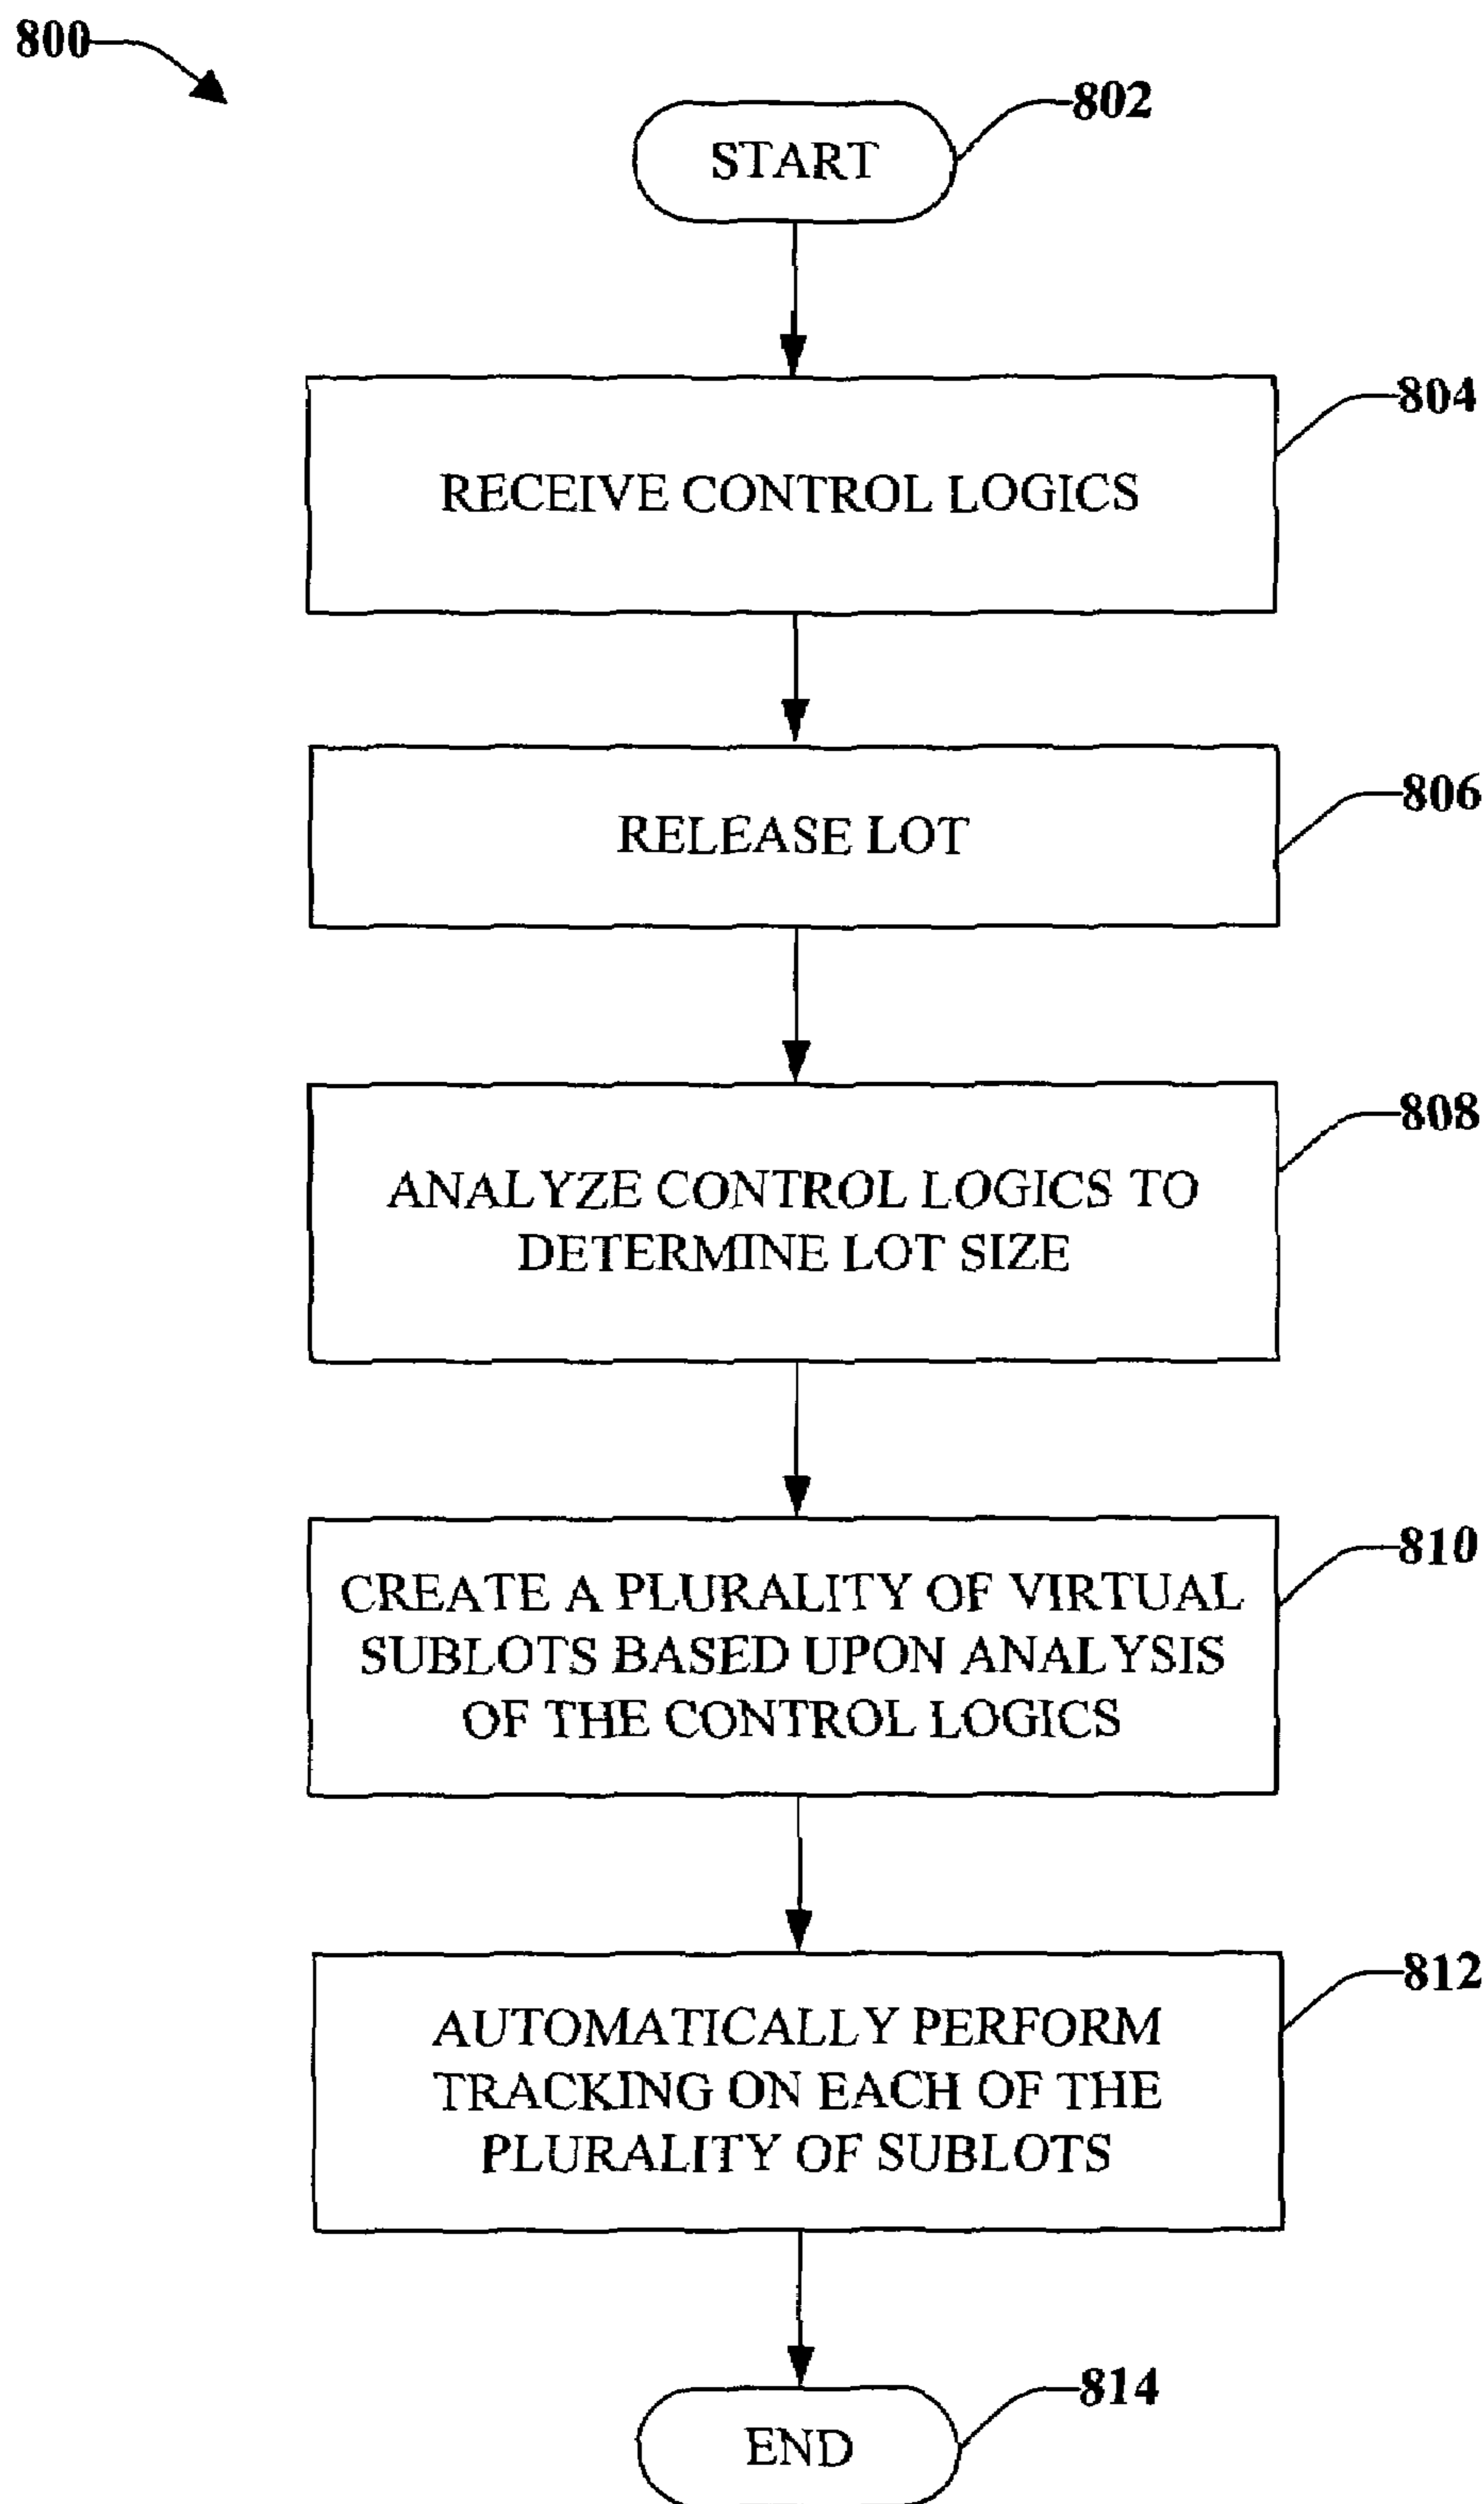 800
802
START
804
RECEIVE CONTROL LOGICS
806
RELEASE LOT
808
ANALYZE CONTROL LOGICS TO
DETERMINE LOT SIZE
810
CREATE A PLURALITY OF VIRTUAL
SUBLOTS BASED UPON ANALYSIS
OF THE CONTROL LOGICS
812
AUTOMATICALLY PERFORM
TRACKING ON EACH OF THE
PLURALITY OF SUBLOTS
814
END